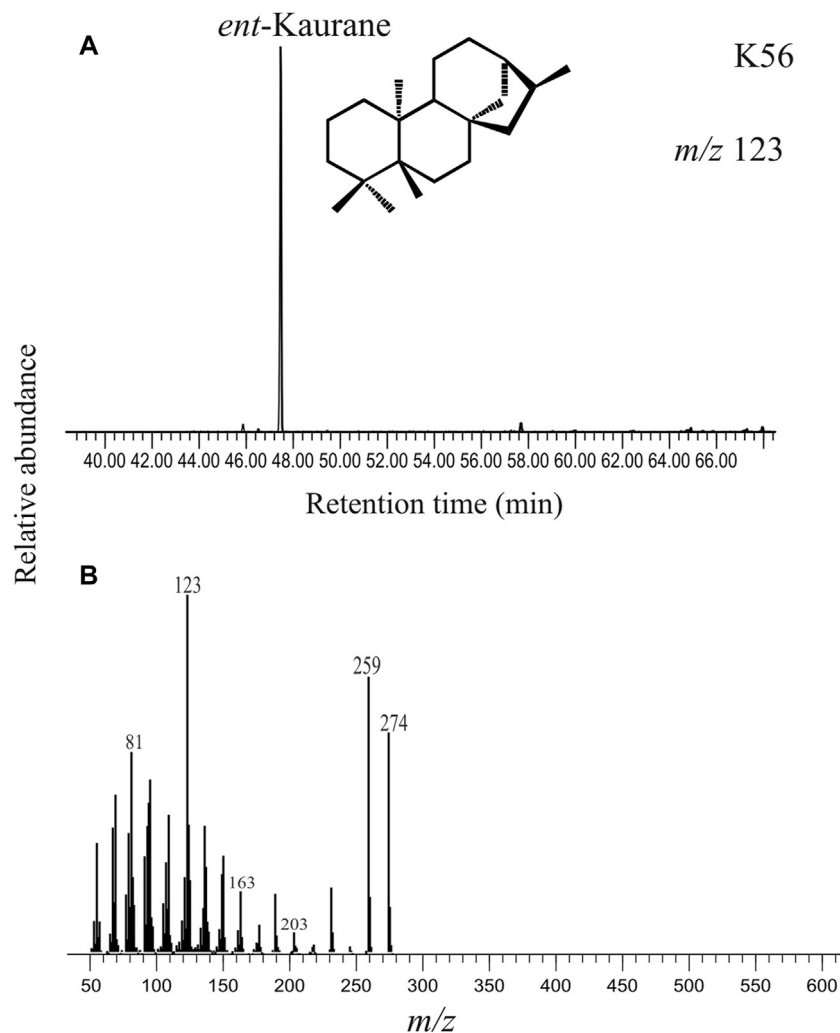 A
ent-Kaurane
K56
m/z 123
Relative abundance
40.00 42.00 44.00 46.00 48.00 50.00 52.00 54.00 56.00 58.00 60.00 62.00 64.00 66.00
Retention time (min)
B
123
259
274
81
163
203
50 100 150 200 250 300 350 400 450 500 550 600
m/z